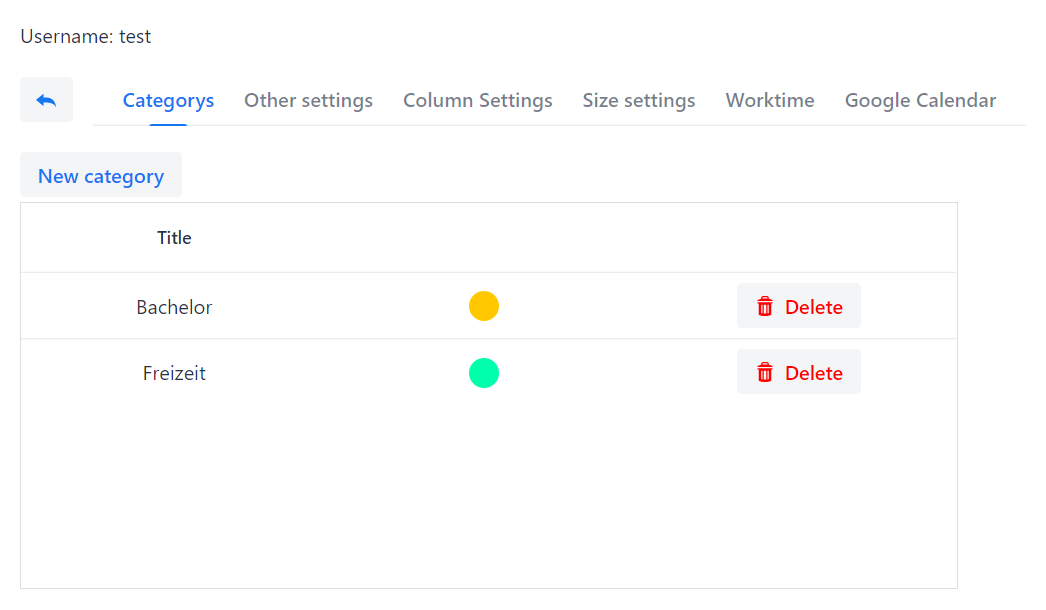 Username: test
Categorys Other settings Column Settings Size settings Worktime Google Calendar
New category
Title
Bachelor Delete
Freizeit Delete